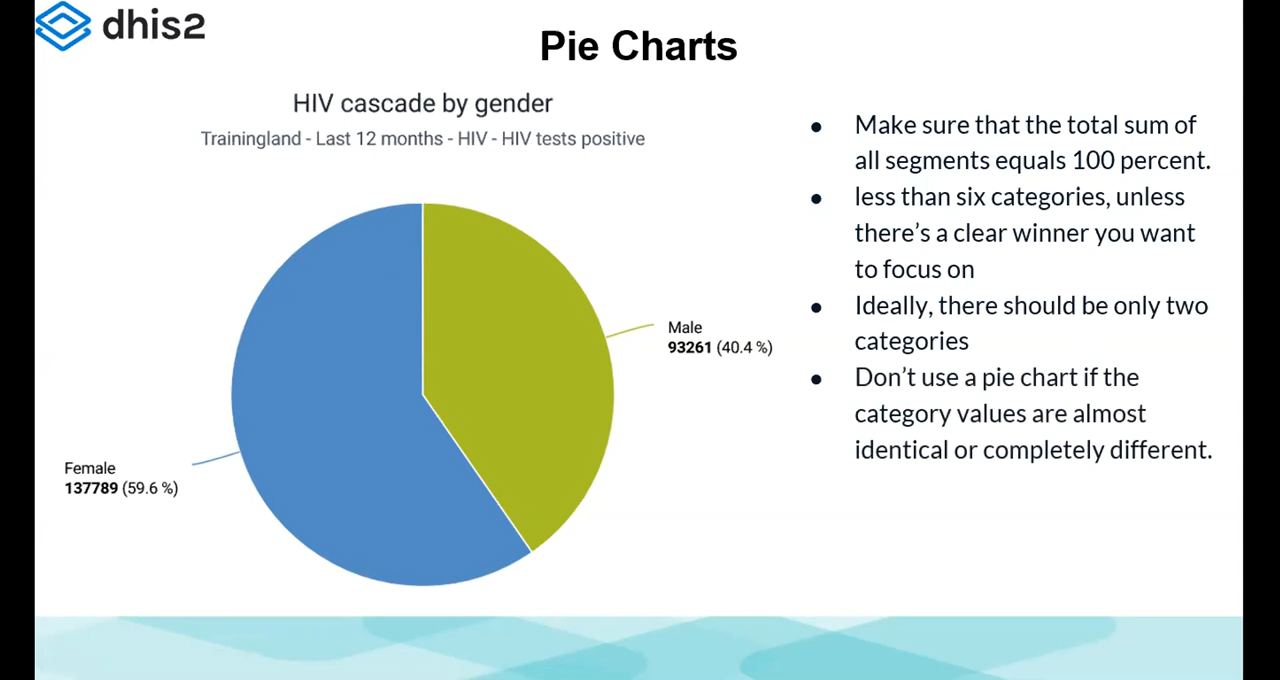 dhis2
Pie Charts
HIV cascade by gender
Trainingland - Last 12 months - HIV - HIV tests positive
Male
93261 (40.4 %)
Female
137789 (59.6 %)
● Make sure that the total sum of
all segments equals 100 percent.
● less than six categories, unless
there’s a clear winner you want
to focus on
● Ideally, there should be only two
categories
● Don’t use a pie chart if the
category values are almost
identical or completely different.